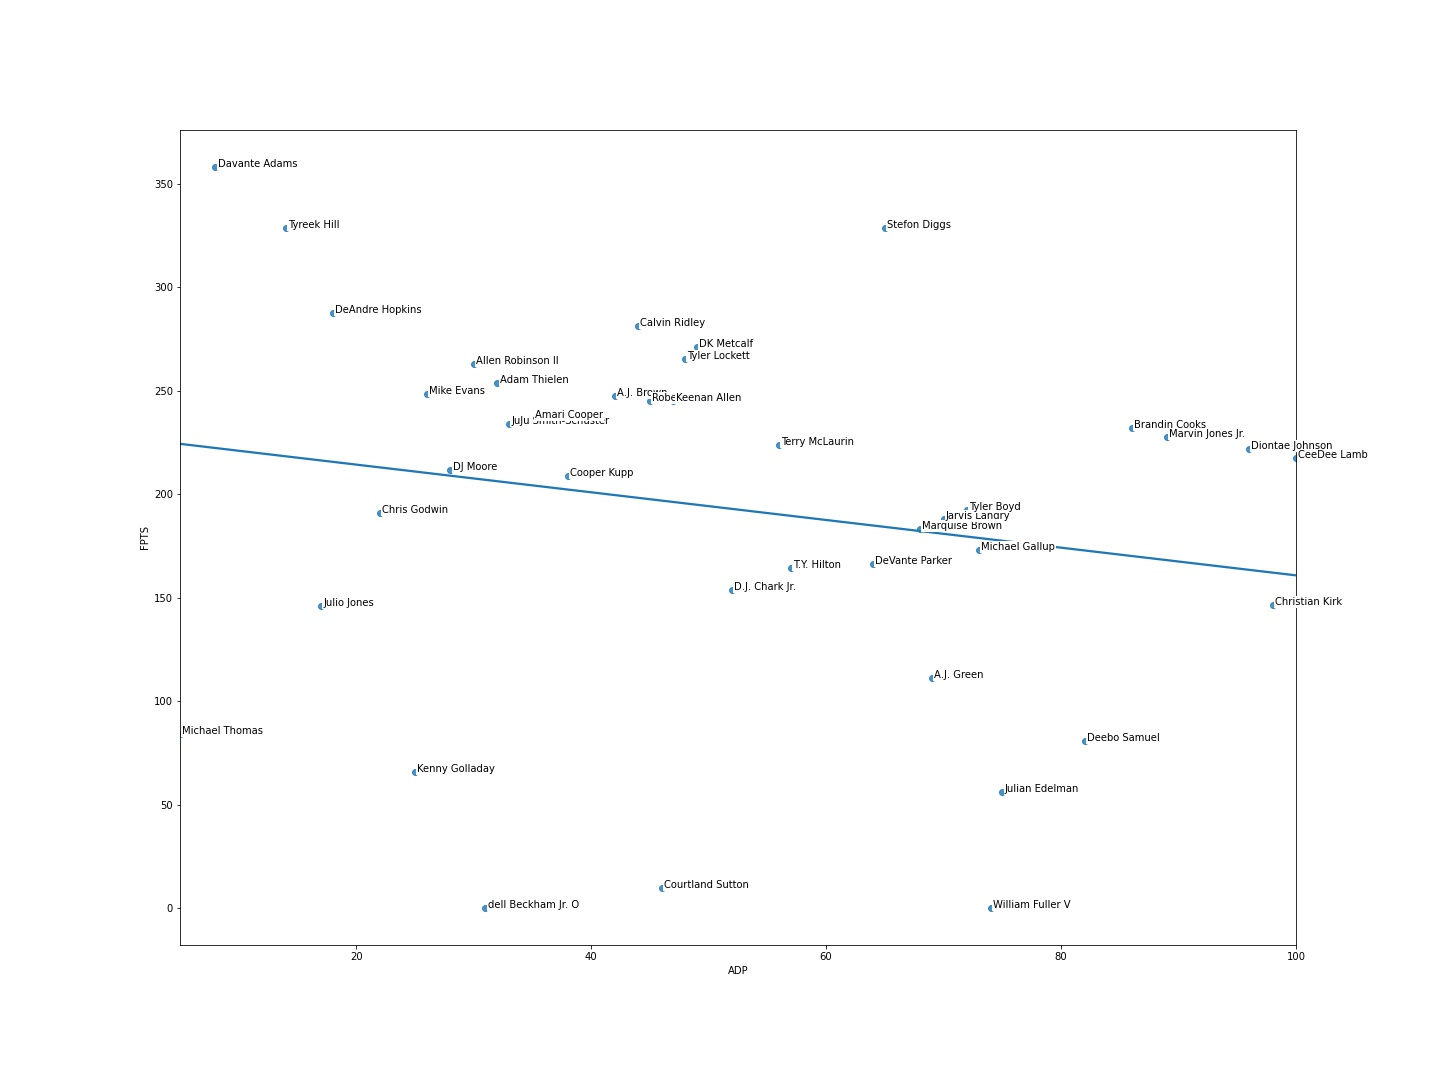 Davante Adams
350
Tyreek Hill
Stefon Diggs
300
DeAndre Hopkins
Calvin Ridley
DK Metcalf
Tyler Lockett
Allen Robinson II
Adam Thielen
250
Mike Evans
A.J. Brown
Robe
Keenan Allen
Amari Cooper
JuJu Smith-Schuster
Brandin Cooks
Marvin Jones Jr.
Terry McLaurin
Diontae Johnson
CeeDee Lamb
DJ Moore
Cooper Kupp
200
Chris Godwin
Tyler Boyd
Jarvis Landry
Marquise Brown
FPTS
Michael Gallup
T.Y. Hilton
DeVante Parker
D.J. Chark Jr.
150
Julio Jones
Christian Kirk
A.J. Green
100
Michael Thomas
Deebo Samuel
Kenny Golladay
50
Julian Edelman
Courtland Sutton
0
dell Beckham Jr. O
William Fuller V
20
40
60
80
100
ADP